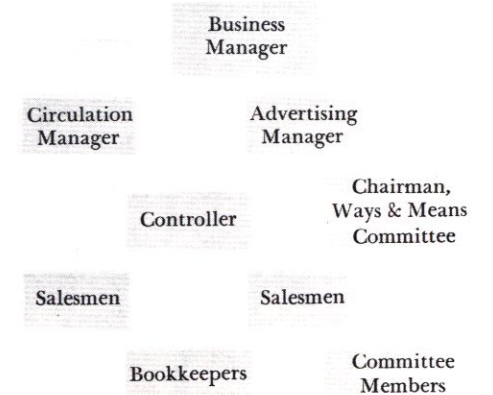 Business
Manager
Circulation
Manager
Advertising
Manager
Controller
Chairman,
Ways & Means
Committee
Salesmen
Salesmen
Bookkeepers
Committee
Members